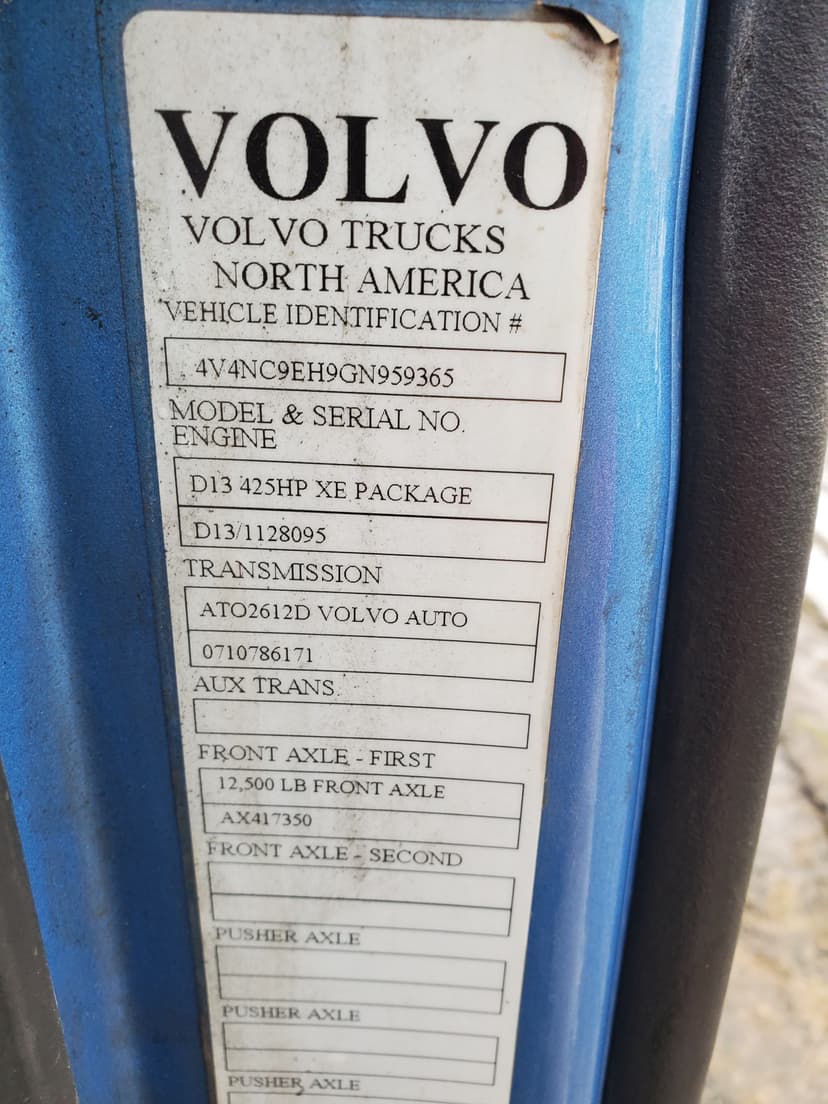 VOLVO
VOLVO TRUCKS
NORTH AMERICA
VEHICLE IDENTIFICATION #
4V4NC9EH9GN959365
MODEL & SERIAL NO.
ENGINE
D13 425HP XE PACKAGE
D13/1128095
TRANSMISSION
ATO2612D VOLVO AUTO
0710786171
AUX TRANS.
FRONT AXLE - FIRST
12,500 LB FRONT AXLE
AX417350
FRONT AXLE - SECOND
PUSHER AXLE
PUSHER AXLE
PUSHER AXLE